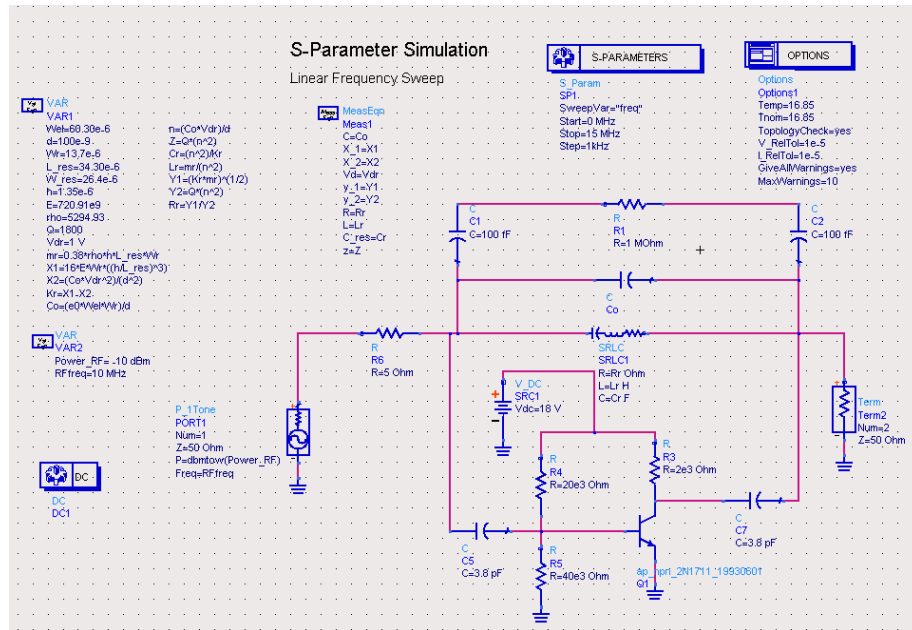 S-Parameter Simulation
Linear Frequency Sweep
S-PARAMETERS
S_Param
SP1
SweepVar="freq"
Start=0 MHz
Stop=15 MHz
Step=1kHz
OPTIONS
Options
Options1
Temp=16.85
Tnom=16.85
TopologyCheck=yes
V_RelTol=1e-5
I_RelTol=1e-5
GiveAllWarnings=yes
MaxWarnings=10
Var
Eqn
VAR
VAR1
Wel=60.30e-6
d=100e-9
Wr=13.7e-6
L_res=34.30e-6
W_res=26.4e-6
h=1.35e-6
E=720.91e9
rho=5294.93
Q=1800
Vdr=1 V
mr=0.38*rho*h*L_res*Wr
X1=16*E*Wr*((h/L_res)^3)
X2=(Co*Vdr^2)/(d^2)
Kr=X1-X2
Co=(e0*Wel*Wr)/d
n=(Co*Vdr)/d
Z=Q*(n^2)
Cr=(n^2)/Kr
Lr=mr/(n^2)
Y1=(Kr*mr)^(1/2)
Y2=Q*(n^2)
Rr=Y1/Y2
Meas
Eqn
MeasEqn
Meas1
C=Co
X_1=X1
X_2=X2
Vd=Vdr
y_1=Y1
y_2=Y2
R=Rr
L=Lr
C_res=Cr
z=Z
Var
Eqn
VAR
VAR2
Power_RF= -10 dBm
RFfreq=10 MHz
C
C1
C=100 fF
R
R1
R=1 MOhm
C
C2
C=100 fF
C
Co
R
R6
R=5 Ohm
SRLC
SRLC1
R=Rr Ohm
L=Lr H
C=Cr F
V_DC
SRC1
Vdc=18 V
P_1Tone
PORT1
Num=1
Z=50 Ohm
P=dbmtow(Power_RF)
Freq=RFfreq
Term
Term2
Num=2
Z=50 Ohm
R
R4
R=20e3 Ohm
R
R3
R=2e3 Ohm
DC
DC
DC1
C
C5
C=3.8 pF
R
R5
R=40e3 Ohm
C
C7
C=3.8 pF
ap_npn_2N1711_19930601
Q1